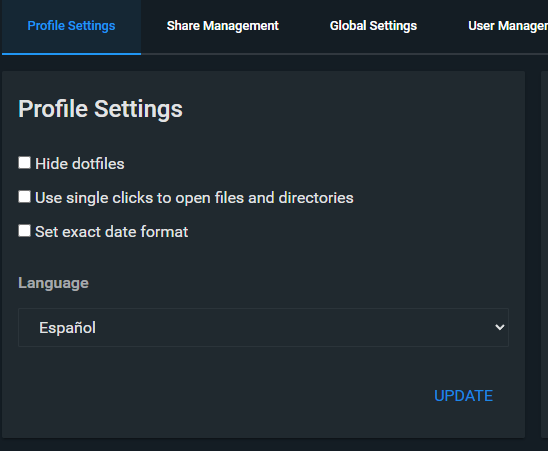 Profile Settings
Share Management
Global Settings
User Manage
Profile Settings
Hide dotfiles
Use single clicks to open files and directories
Set exact date format
Language
Español
UPDATE